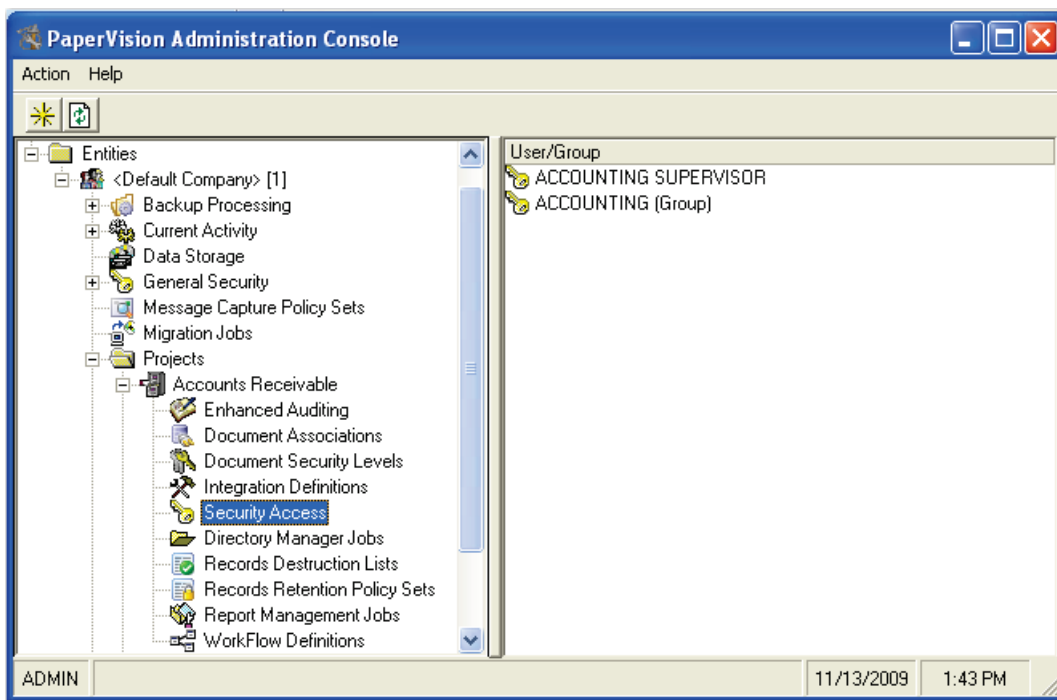 PaperVision Administration Console
Action Help
Entities
<Default Company> [1]
Backup Processing
Current Activity
Data Storage
General Security
Message Capture Policy Sets
Migration Jobs
Projects
Accounts Receivable
Enhanced Auditing
Document Associations
Document Security Levels
Integration Definitions
Security Access
Directory Manager Jobs
Records Destruction Lists
Records Retention Policy Sets
Report Management Jobs
WorkFlow Definitions
User/Group
ACCOUNTING SUPERVISOR
ACCOUNTING (Group)
ADMIN 11/13/2009 1:43 PM